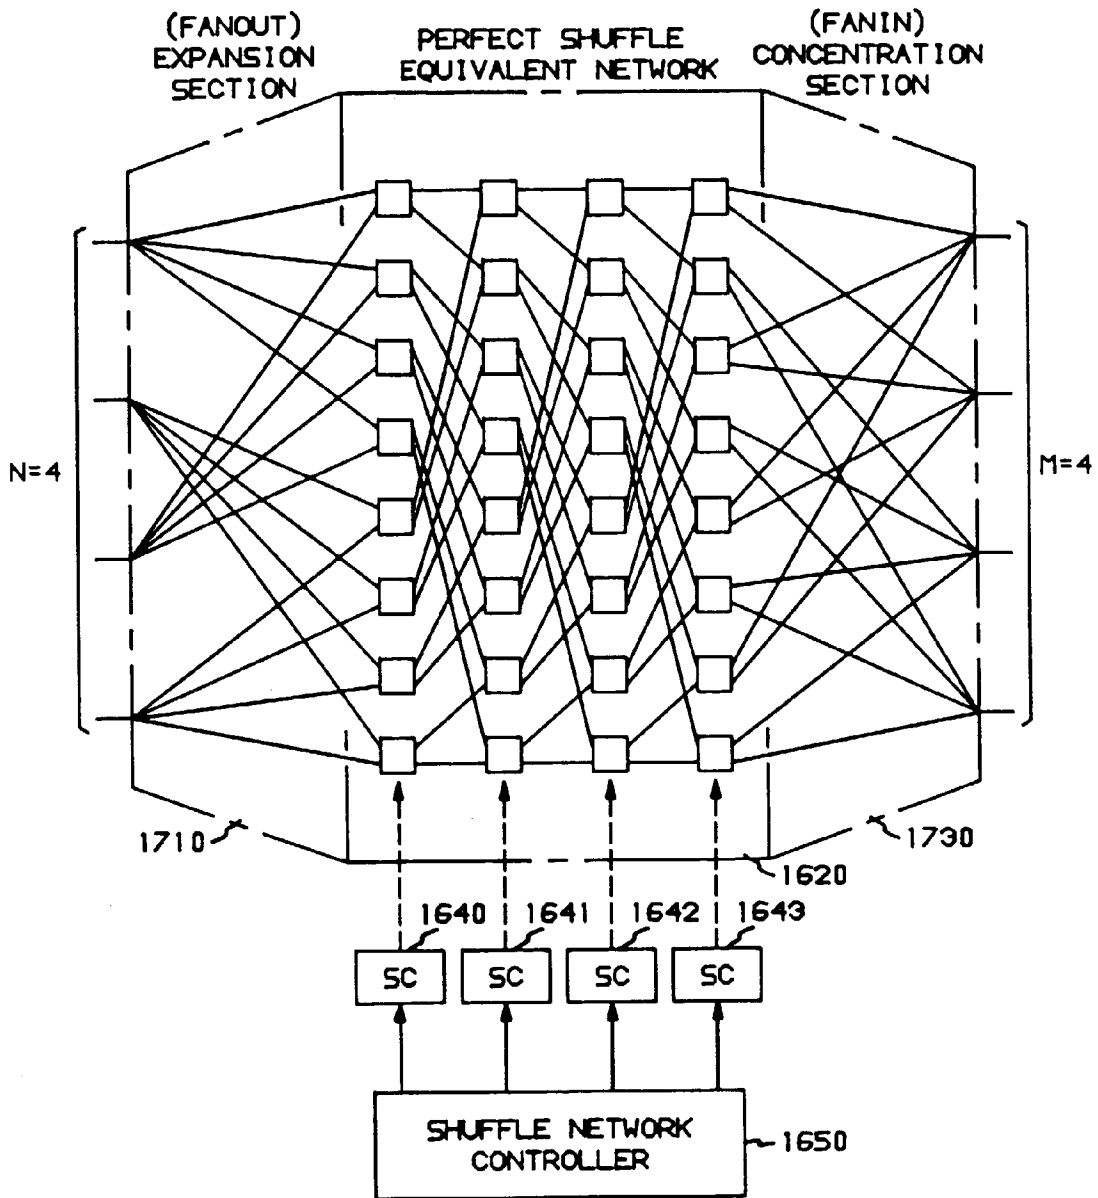 (FANOUT)
EXPANSION
SECTION
PERFECT SHUFFLE
EQUIVALENT NETWORK
(FANIN)
CONCENTRATION
SECTION
N=4
M=4
1710
1730
1620
1640
1641
1642
1643
SC
SC
SC
SC
SHUFFLE NETWORK
CONTROLLER
1650